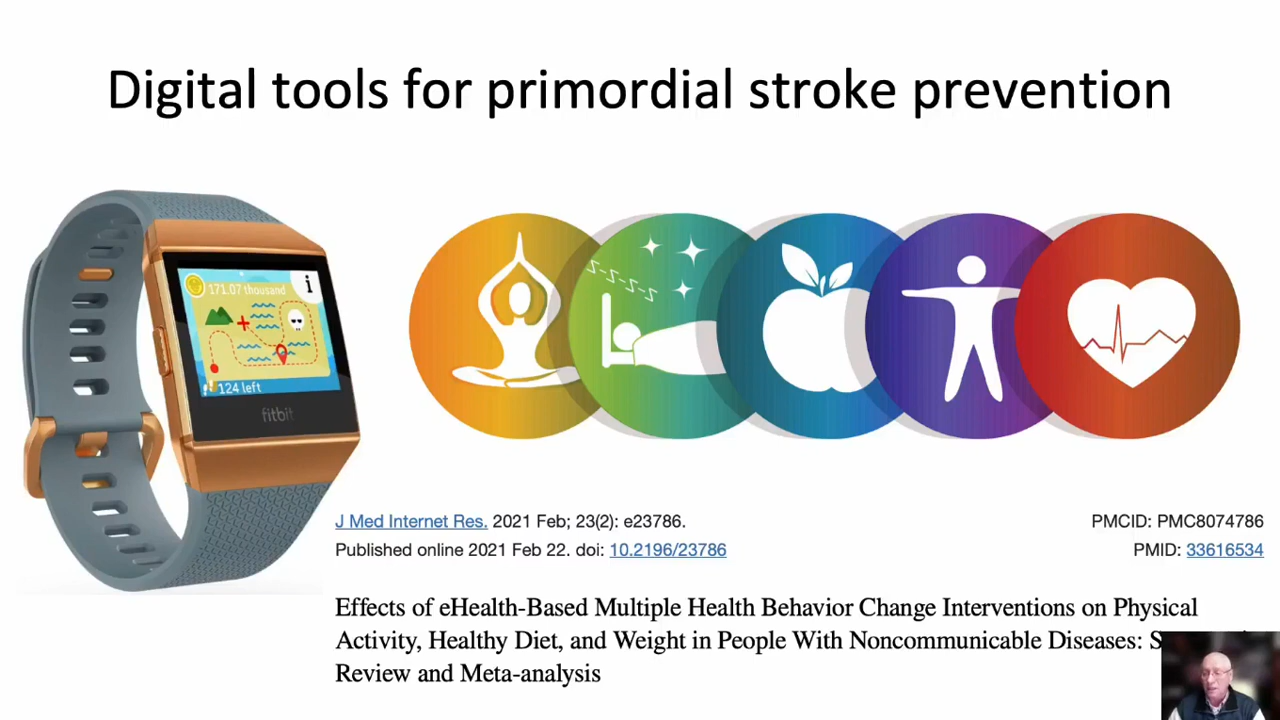 Digital tools for primordial stroke prevention
171.07 thousand
i
124 left
fitbit
J Med Internet Res. 2021 Feb; 23(2): e23786.
PMCID: PMC8074786
Published online 2021 Feb 22. doi: 10.2196/23786
PMID: 33616534
Effects of eHealth-Based Multiple Health Behavior Change Interventions on Physical
Activity, Healthy Diet, and Weight in People With Noncommunicable Diseases:
Review and Meta-analysis